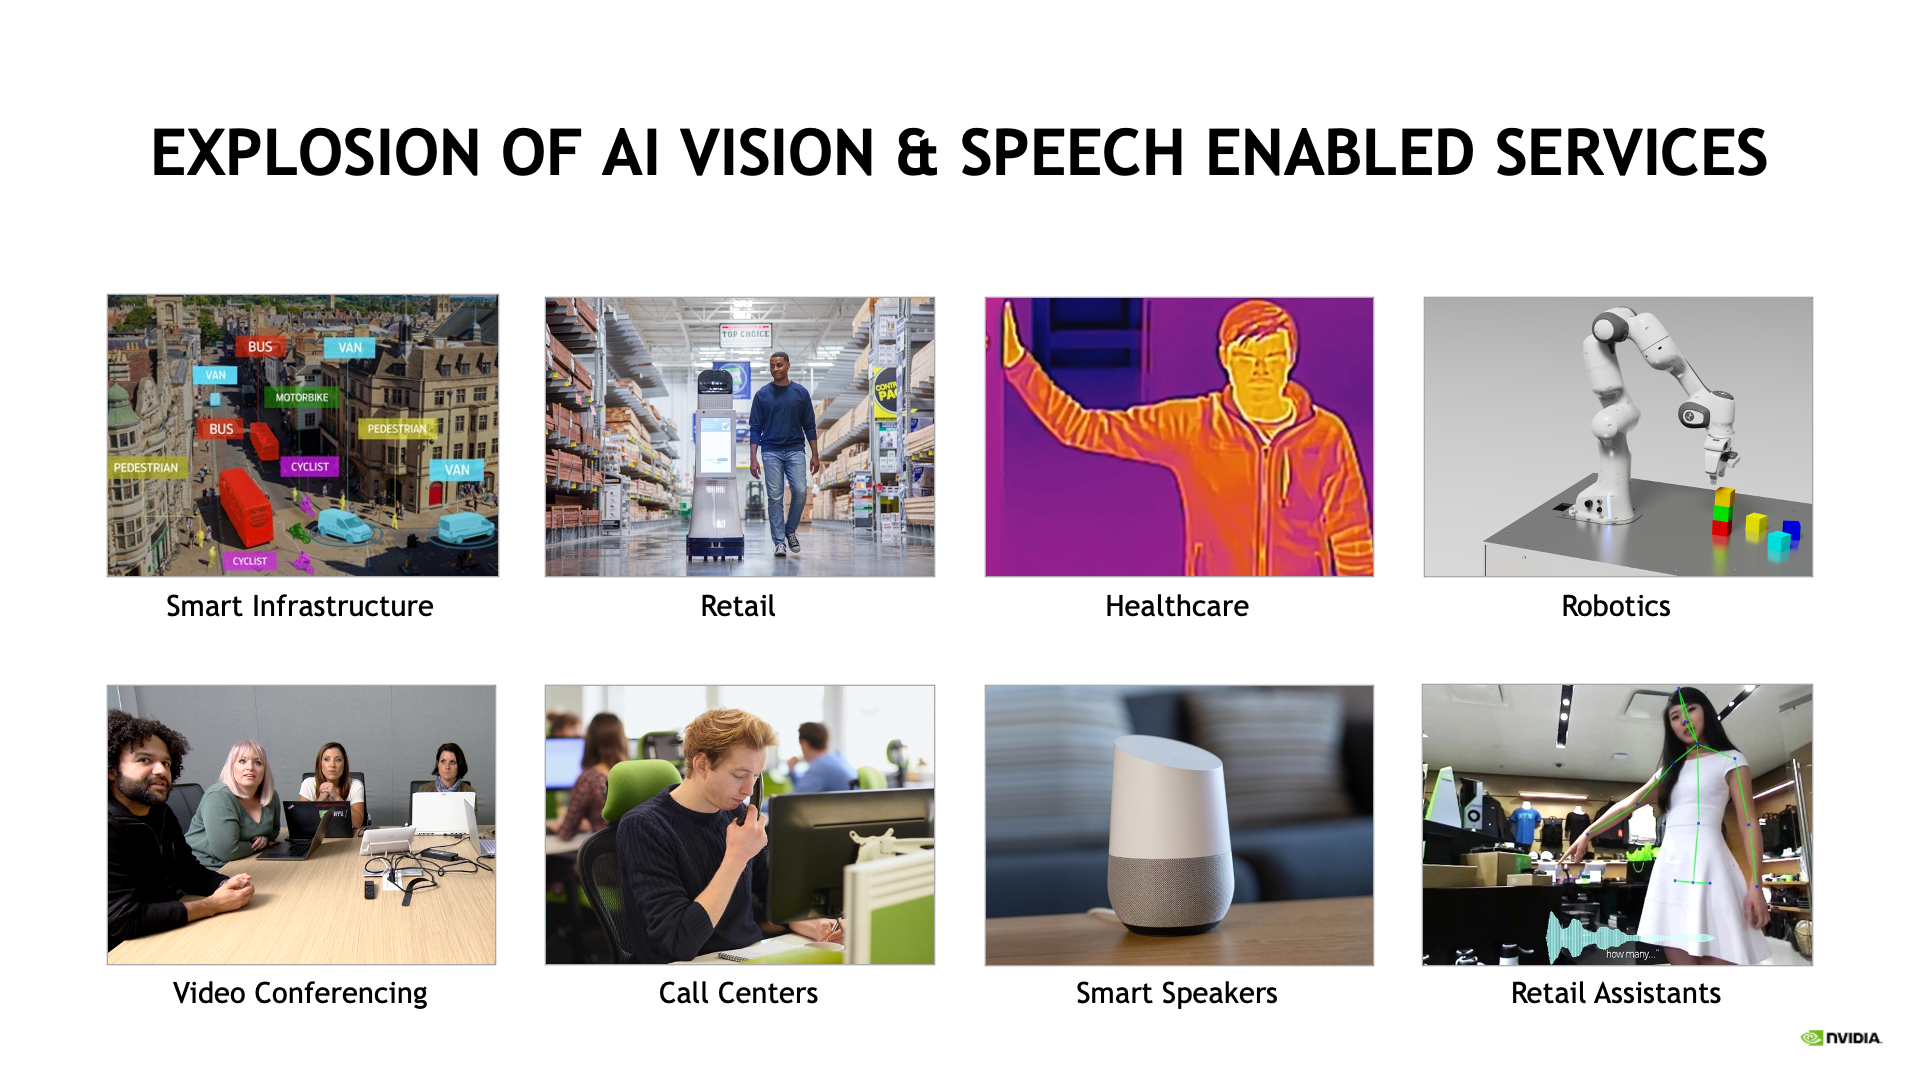 EXPLOSION OF AI VISION & SPEECH ENABLED SERVICES
BUS
VAN
VAN
MOTORBIKE
BUS
PEDESTRIAN
PEDESTRIAN
CYCLIST
VAN
CYCLIST
TOP CHOICE
Smart Infrastructure
Retail
Healthcare
Robotics
RTX
how many...
Video Conferencing
Call Centers
Smart Speakers
Retail Assistants
NVIDIA